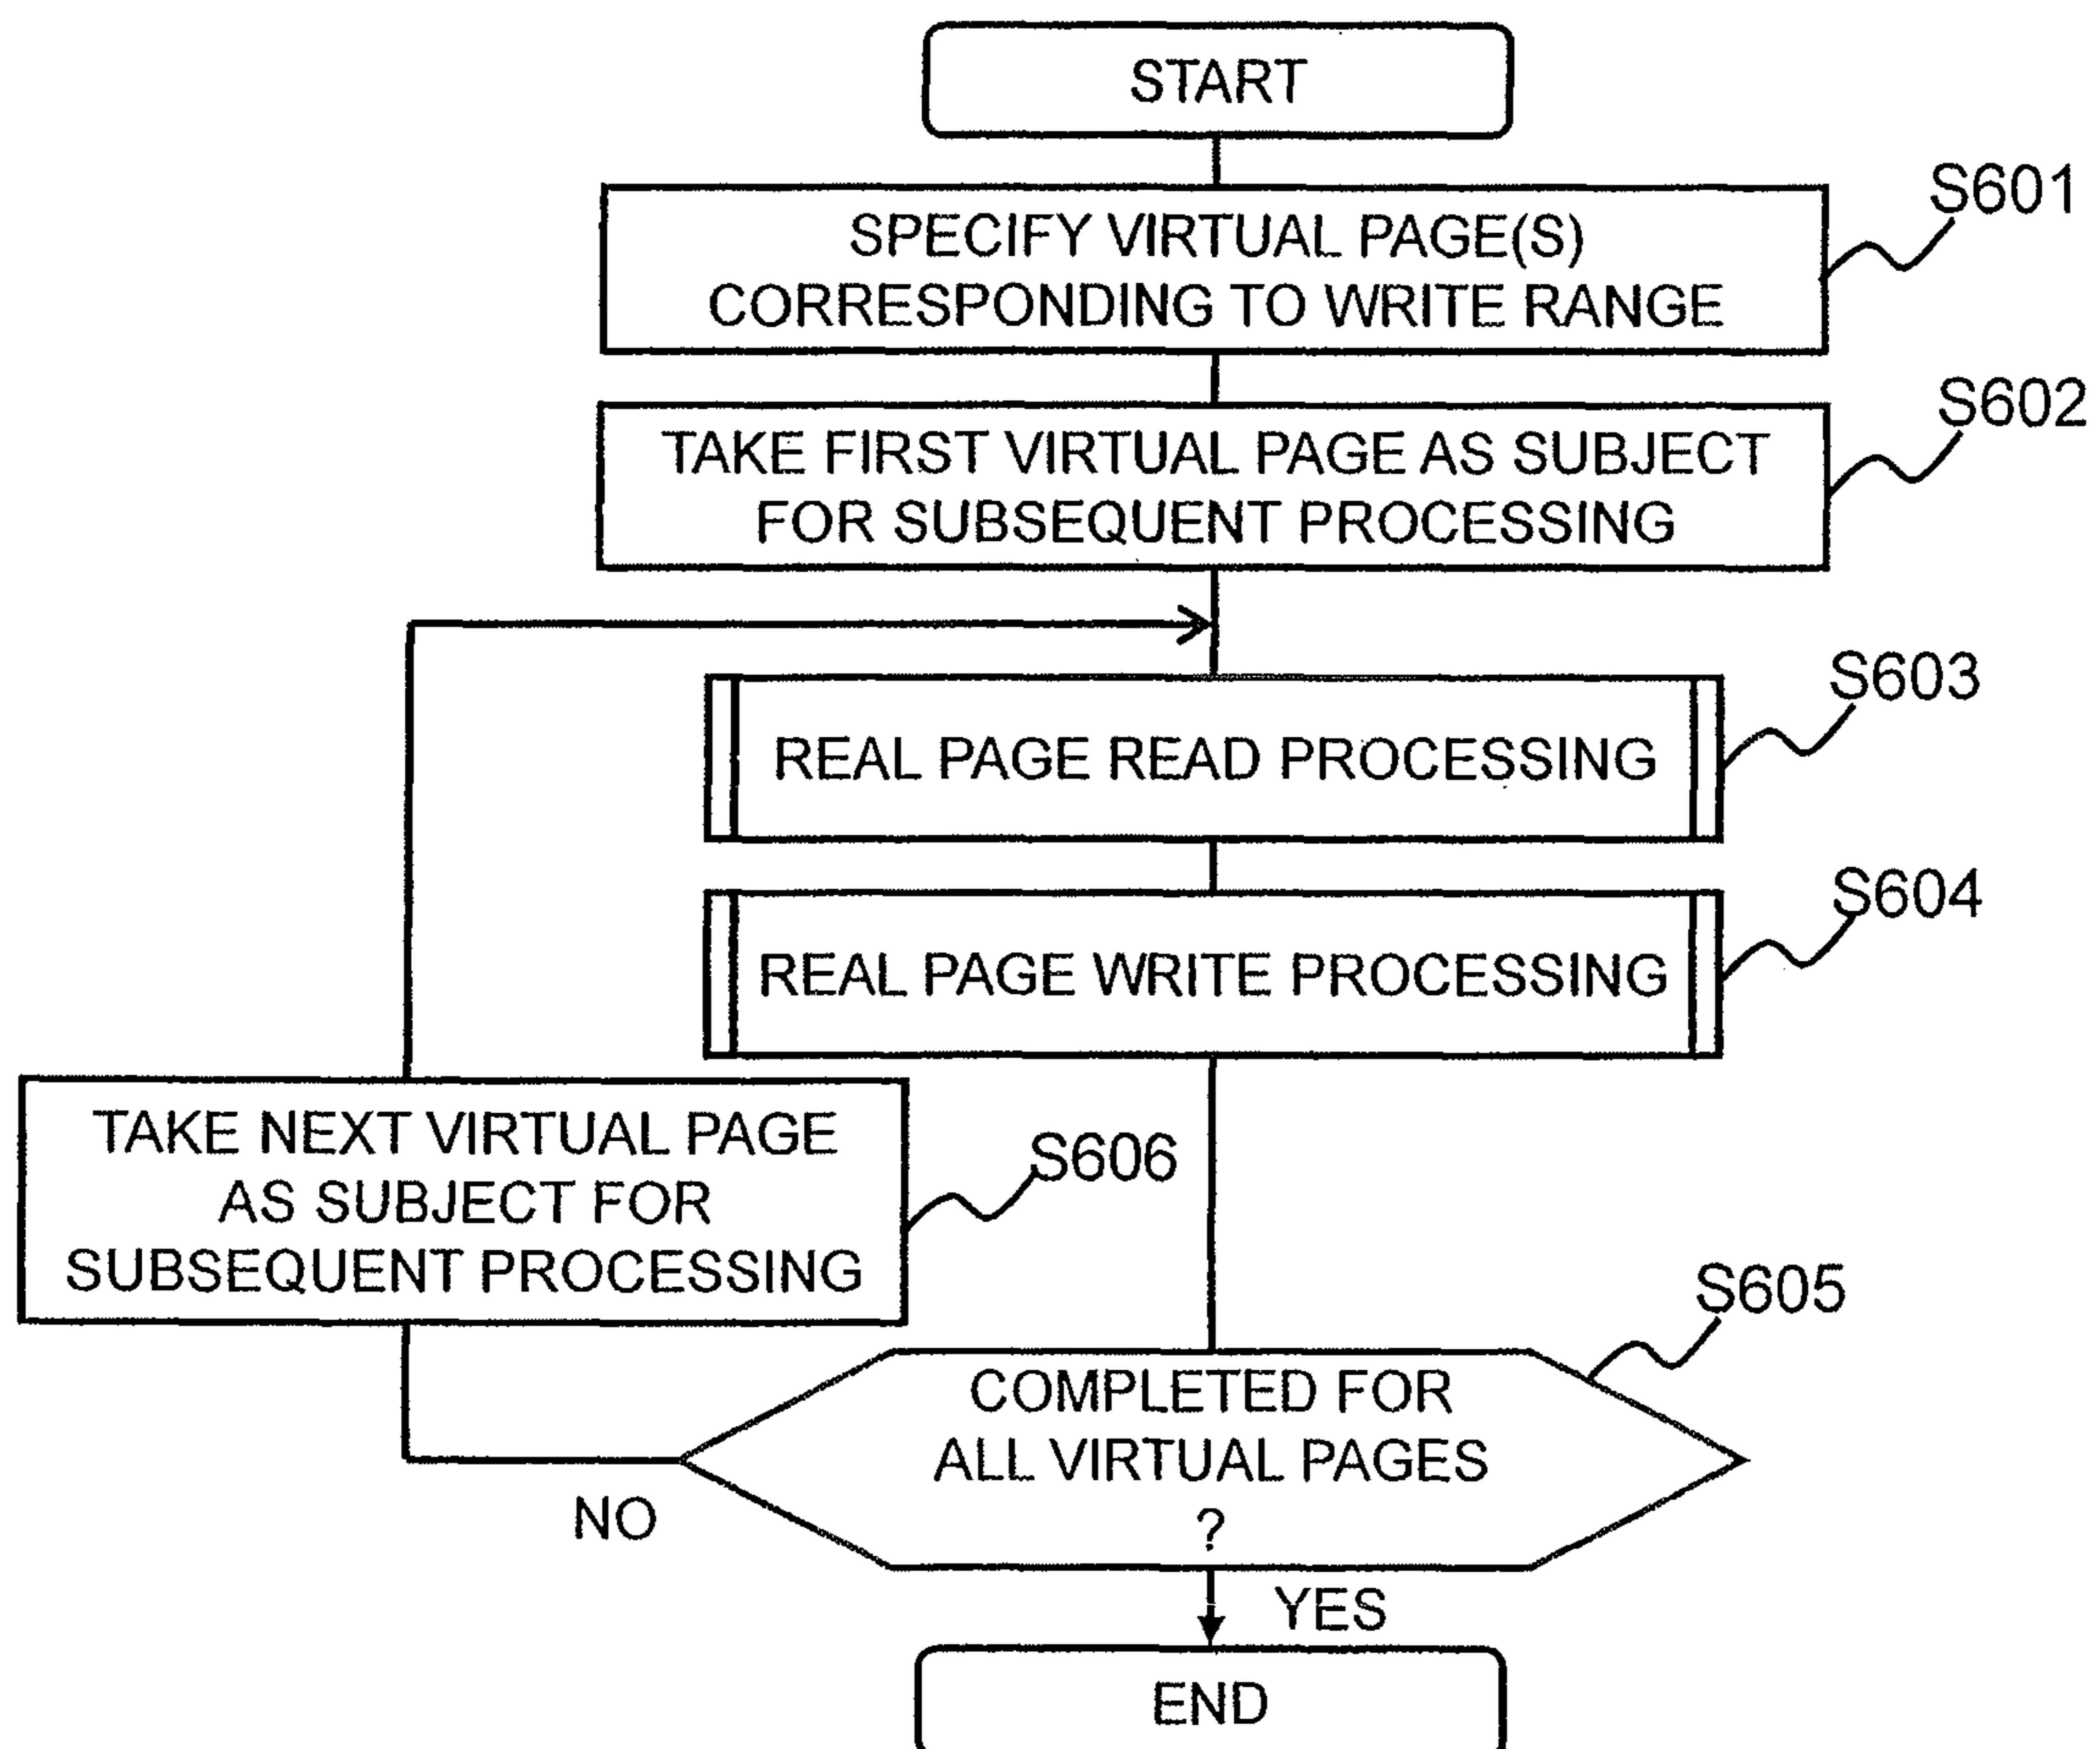 START
S601
SPECIFY VIRTUAL PAGE(S)
CORRESPONDING TO WRITE RANGE
S602
TAKE FIRST VIRTUAL PAGE AS SUBJECT
FOR SUBSEQUENT PROCESSING
S603
REAL PAGE READ PROCESSING
S604
REAL PAGE WRITE PROCESSING
TAKE NEXT VIRTUAL PAGE
AS SUBJECT FOR
SUBSEQUENT PROCESSING
S606
S605
COMPLETED FOR
ALL VIRTUAL PAGES
?
NO
YES
END